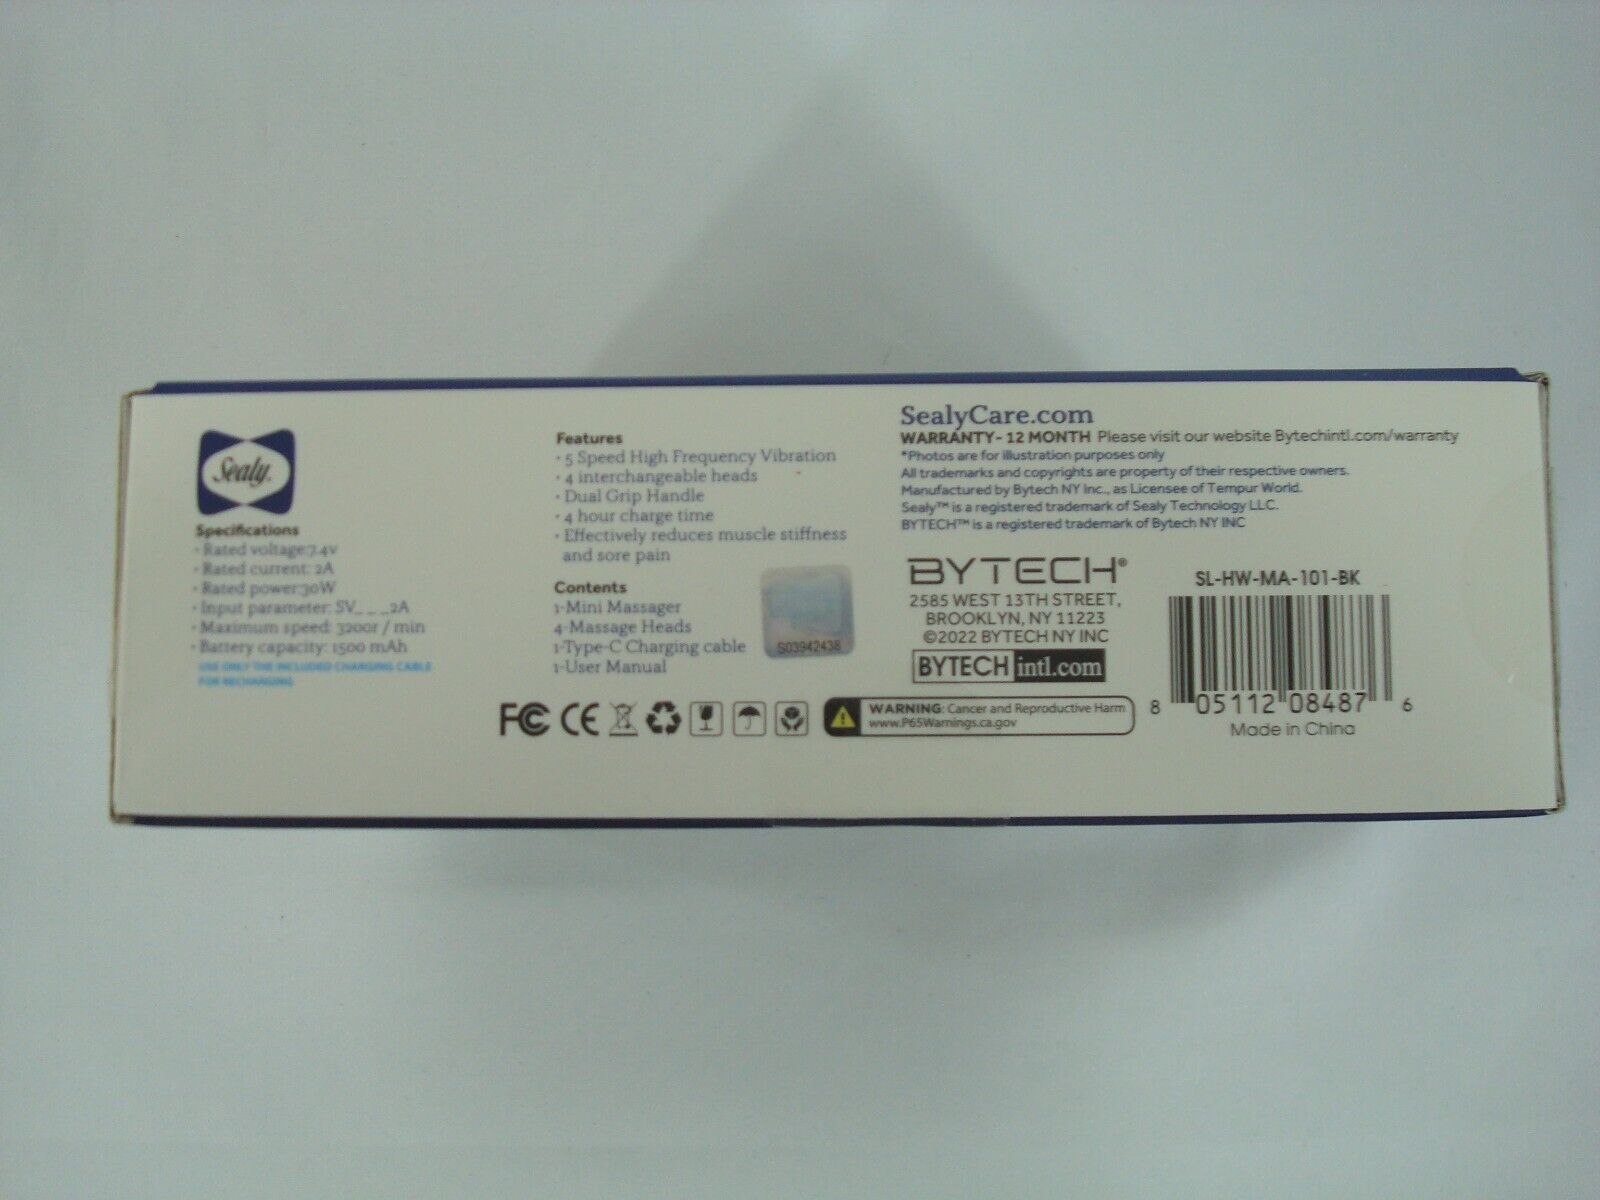 Sealy
Specifications
· Rated voltage:7.4v
· Rated current: 2A
· Rated power:30W
· Input parameter: SV_ _ _2A
· Maximum speed: 3200r / min
· Battery capacity: 1500 mAh
USE ONLY THE INCLUDED CHARGING CABLE
FOR RECHARGING
Features
· 5 Speed High Frequency Vibration
· 4 interchangeable heads
· Dual Grip Handle
· 4 hour charge time
· Effectively reduces muscle stiffness
and sore pain
Contents
1-Mini Massager
4-Massage Heads
1-Type-C Charging cable
1-User Manual
S03942438
FC CE
WARNING: Cancer and Reproductive Harm
www.P65Warnings.ca.gov
SealyCare.com
WARRANTY- 12 MONTH Please visit our website Bytechintl.com/warranty
*Photos are for illustration purposes only
All trademarks and copyrights are property of their respective owners.
Manufactured by Bytech NY Inc., as Licensee of Tempur World.
Sealy™ is a registered trademark of Sealy Technology LLC.
BYTECH™ is a registered trademark of Bytech NY INC
BYTECH®
2585 WEST 13TH STREET,
BROOKLYN, NY 11223
©2022 BYTECH NY INC
BYTECH intl.com
SL-HW-MA-101-BK
8 05112 08487 6
Made in China